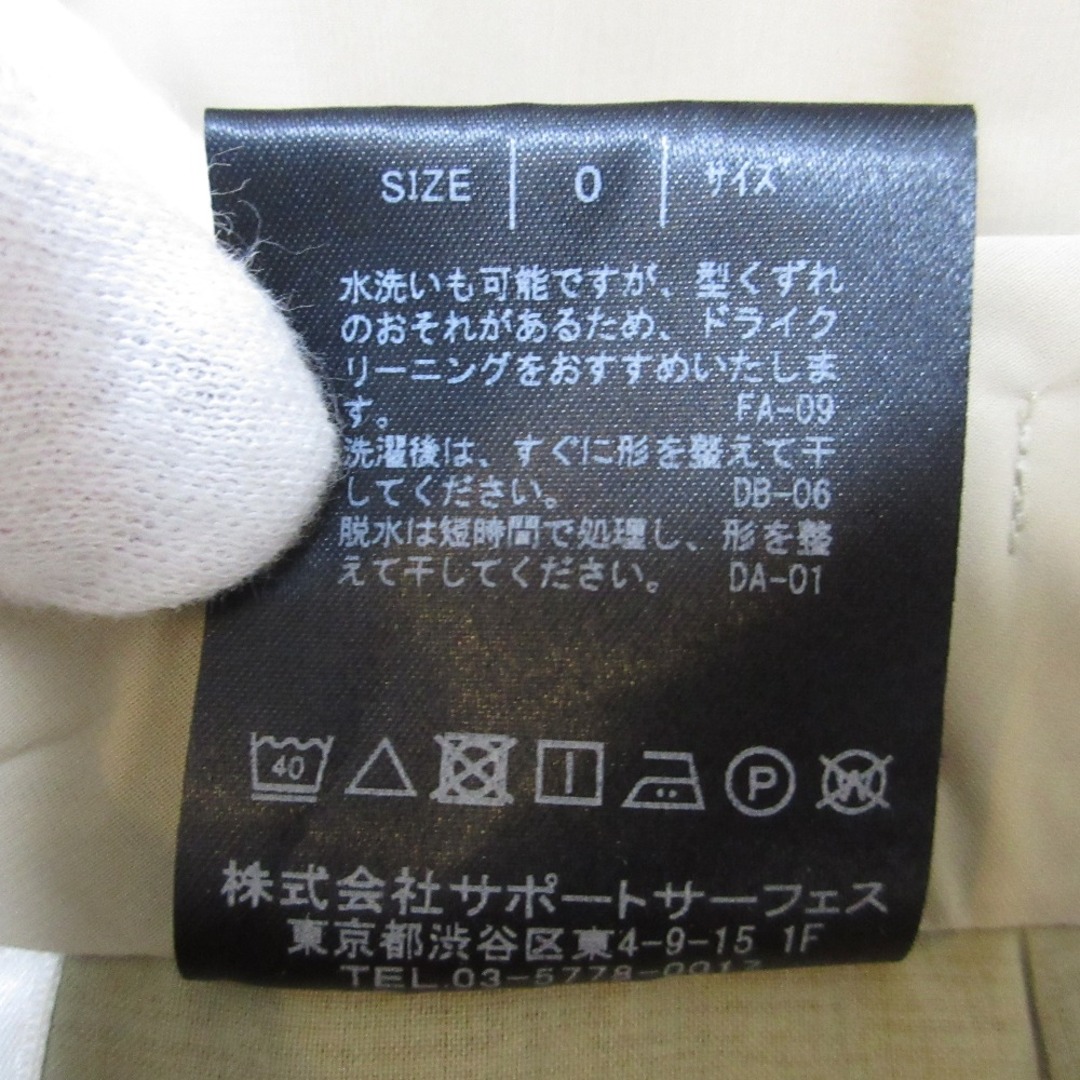 SIZE 0 サイズ
水洗いも可能ですが、型くずれ
のおそれがあるため、ドライク
リーニングをおすすめいたしま
す。 FA-09
洗濯後は、すぐに形を整えて干
してください。 DB-06
脱水は短時間で処理し、形を整
えて干してください。 DA-01
40 P W
株式会社サポートサーフェス
東京都渋谷区東4-9-15 1F
TEL.03-5778-